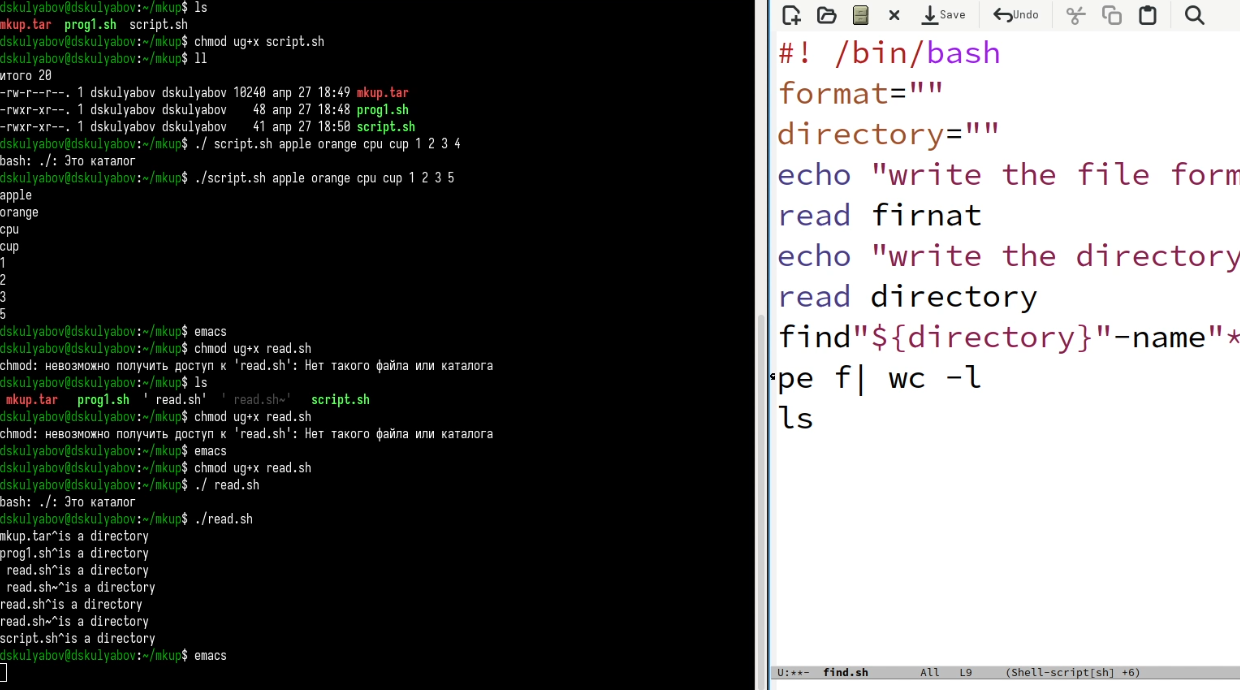 dskulyabov@dskulyabov:~/mkup$ ls
mkup.tar  prog1.sh  script.sh
dskulyabov@dskulyabov:~/mkup$ chmod ug+x script.sh
dskulyabov@dskulyabov:~/mkup$ ll
итого 20
-rw-r--r--. 1 dskulyabov dskulyabov 10240 апр 27 18:49 mkup.tar
-rwxr-xr--. 1 dskulyabov dskulyabov    48 апр 27 18:48 prog1.sh
-rwxr-xr--. 1 dskulyabov dskulyabov    41 апр 27 18:50 script.sh
dskulyabov@dskulyabov:~/mkup$ ./ script.sh apple orange cpu cup 1 2 3 4
bash: ./: Это каталог
dskulyabov@dskulyabov:~/mkup$ ./script.sh apple orange cpu cup 1 2 3 5
apple
orange
cpu
cup
1
2
3
5
dskulyabov@dskulyabov:~/mkup$ emacs
dskulyabov@dskulyabov:~/mkup$ chmod ug+x read.sh
chmod: невозможно получить доступ к 'read.sh': Нет такого файла или каталога
dskulyabov@dskulyabov:~/mkup$ ls
 mkup.tar   prog1.sh  ' read.sh'  ' read.sh~'   script.sh
dskulyabov@dskulyabov:~/mkup$ chmod ug+x read.sh
chmod: невозможно получить доступ к 'read.sh': Нет такого файла или каталога
dskulyabov@dskulyabov:~/mkup$ emacs
dskulyabov@dskulyabov:~/mkup$ chmod ug+x read.sh
dskulyabov@dskulyabov:~/mkup$ ./ read.sh
bash: ./: Это каталог
dskulyabov@dskulyabov:~/mkup$ ./read.sh
mkup.tar^is a directory
prog1.sh^is a directory
 read.sh^is a directory
 read.sh~^is a directory
read.sh^is a directory
read.sh~^is a directory
script.sh^is a directory
dskulyabov@dskulyabov:~/mkup$ emacs
Save Undo
#! /bin/bash
format=""
directory=""
echo "write the file form
read firnat
echo "write the directory
read directory
find"${directory}"-name"*
pe f| wc -l
ls
U:**-  find.sh  All  L9  (Shell-script[sh] +6)